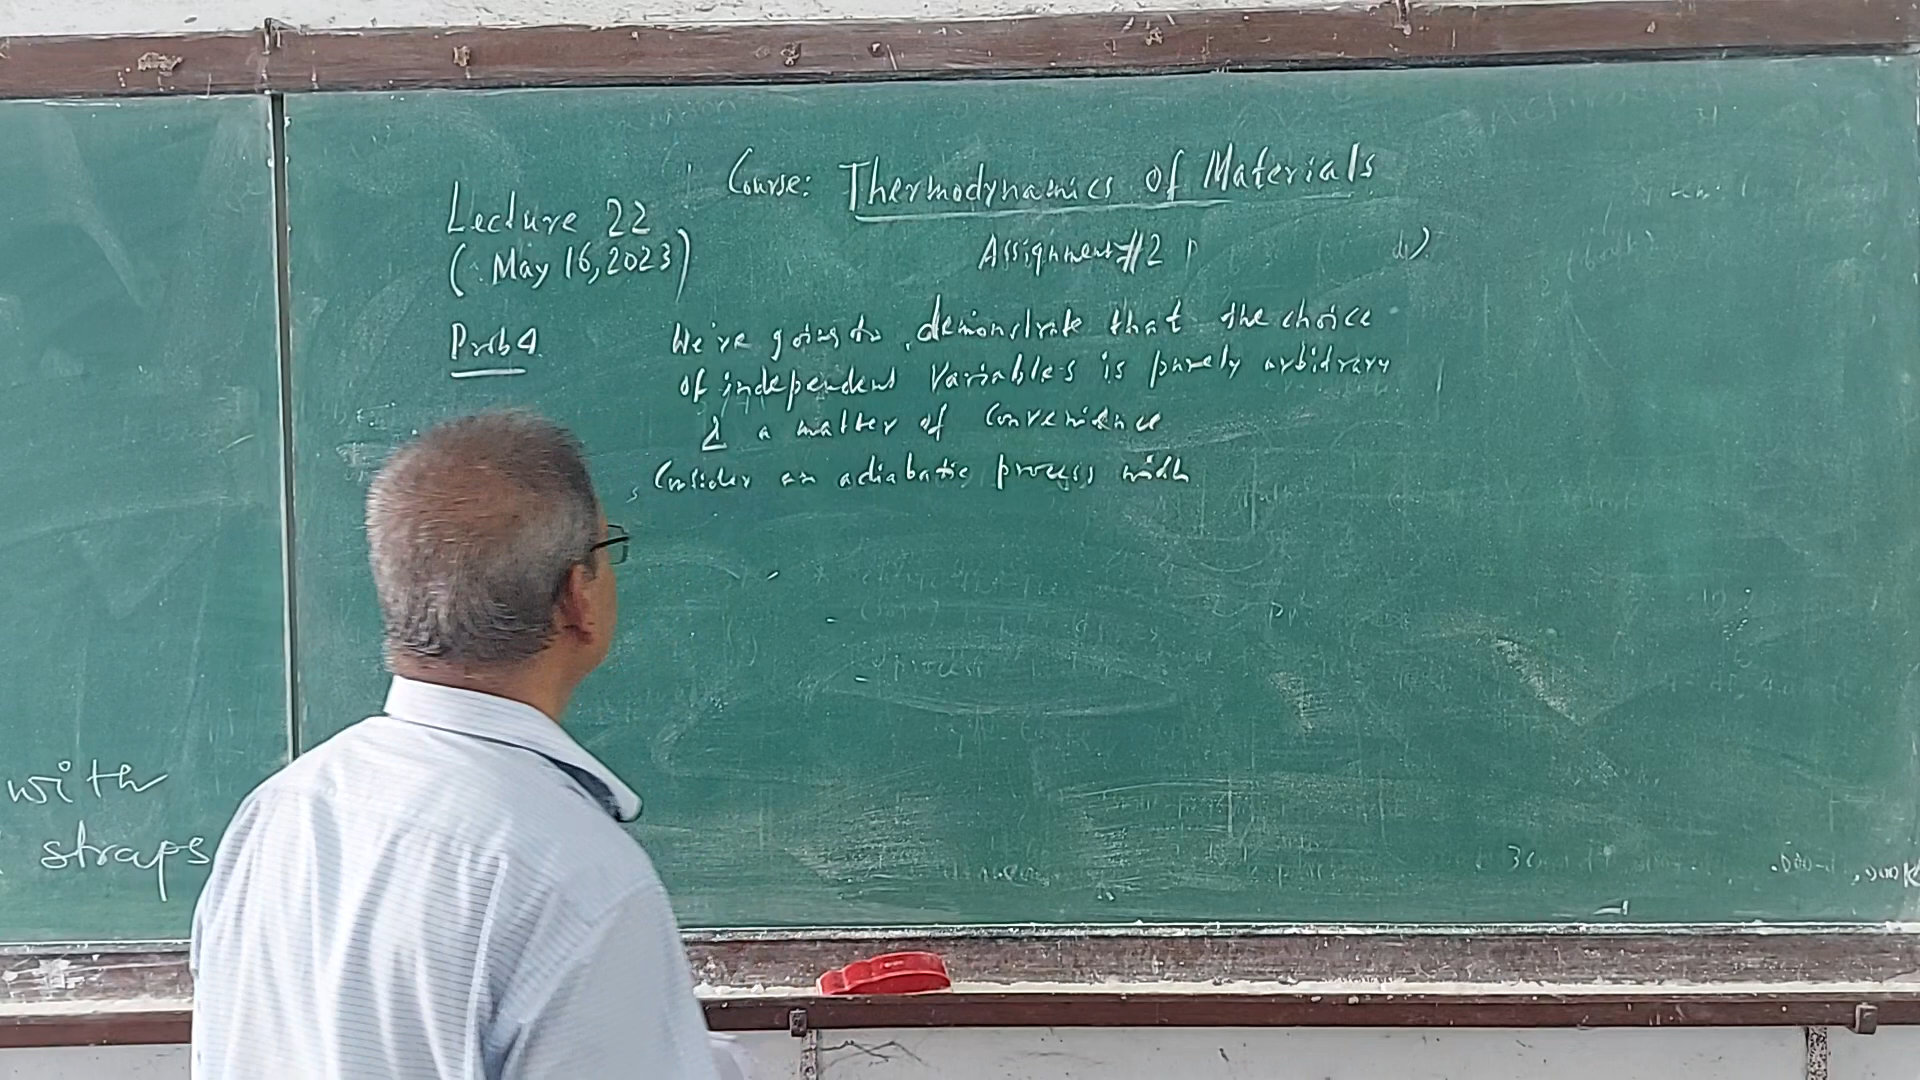 Course: Thermodynamics of Materials
Lecture 22
(May 16, 2023)
Assignment #2
Prob 4
We're going to demonstrate that the choice
of independent variables is purely arbitrary
& a matter of convenience
Consider an adiabatic process with
with
straps